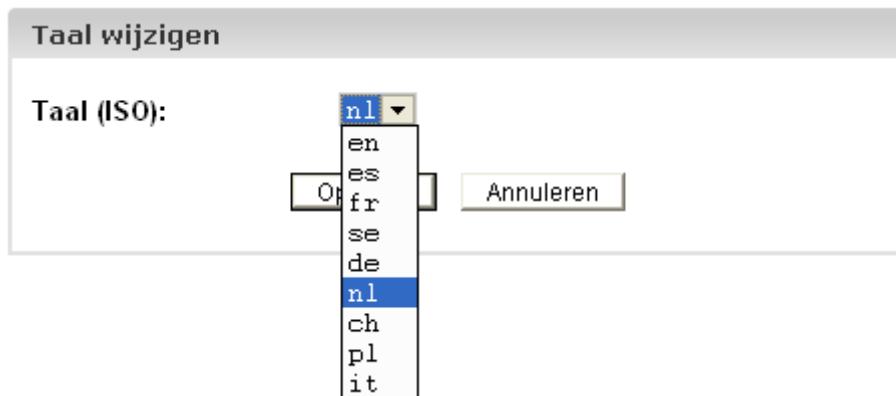 Taal wijzigen
Taal (ISO): nl
en
es
fr
se
de
nl
ch
pl
it
Annuleren